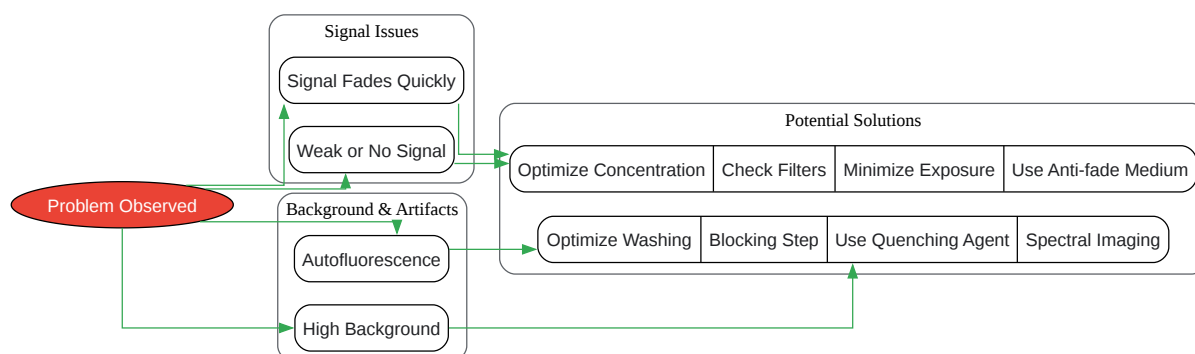 Signal Issues
Signal Fades Quickly
Weak or No Signal
Problem Observed
Background & Artifacts
Autofluorescence
High Background
Potential Solutions
Optimize Concentration
Check Filters
Minimize Exposure
Use Anti-fade Medium
Optimize Washing
Blocking Step
Use Quenching Agent
Spectral Imaging